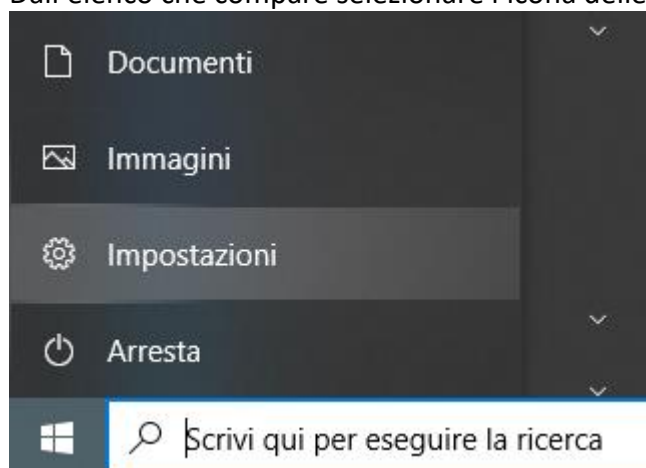 Dall'elenco che compare selezionare l'icona delle
Documenti
Immagini
Impostazioni
Arresta
Scrivi qui per eseguire la ricerca